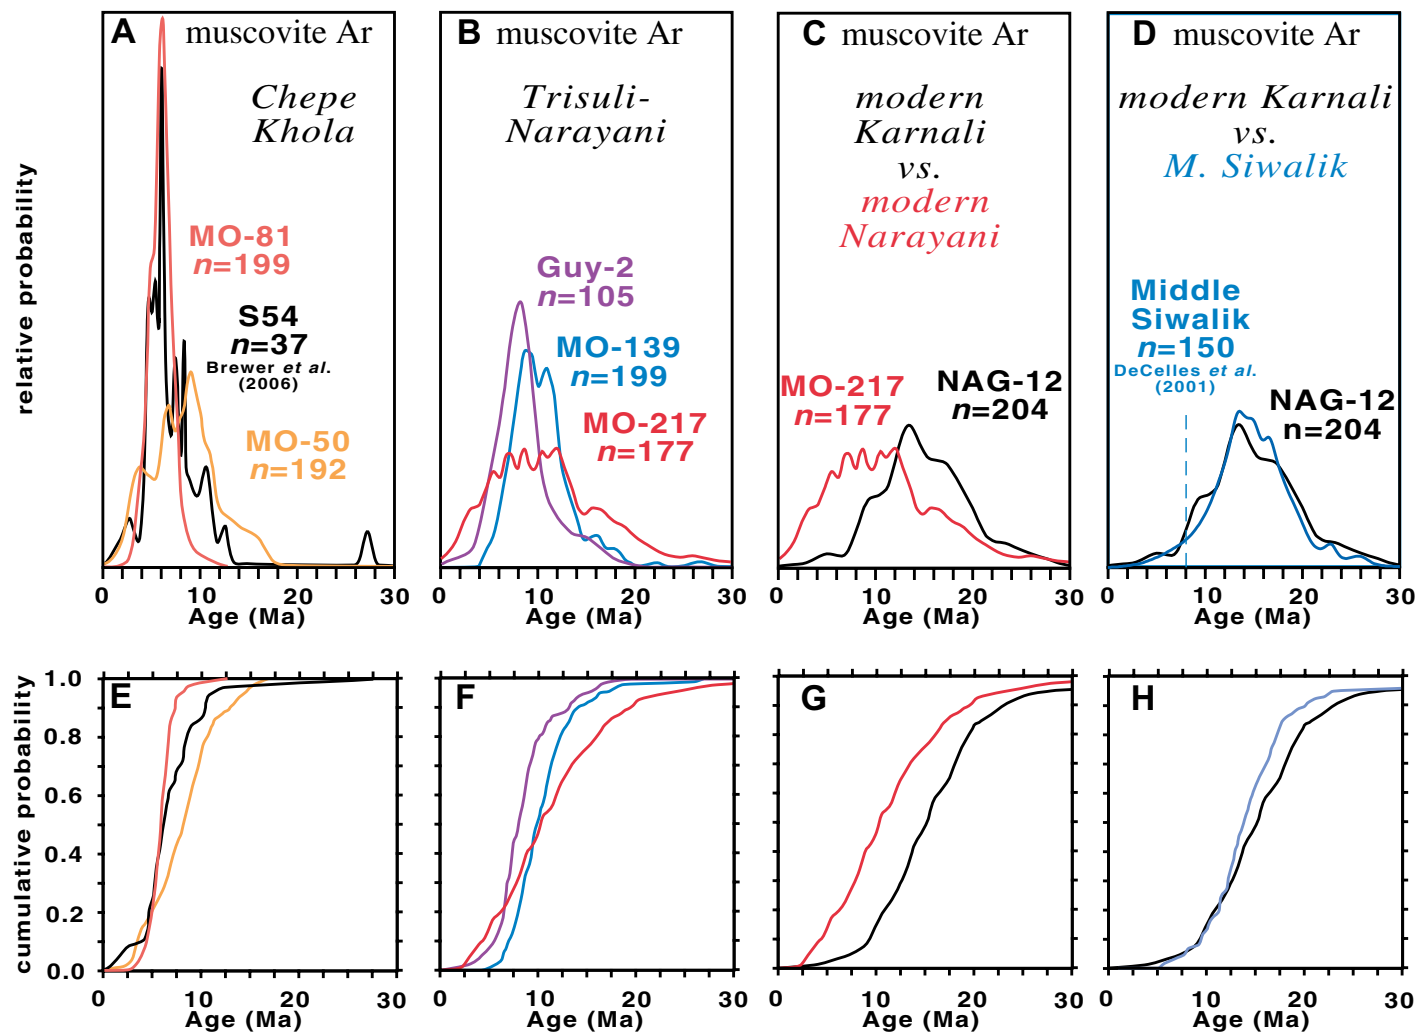 A muscovite Ar
Chepe
Khola
MO-81
n=199
S54
n=37
Brewer et al.
(2006)
MO-50
n=192
relative probability
0 10 20 30
Age (Ma)
B muscovite Ar
Trisuli-
Narayani
Guy-2
n=105
MO-139
n=199
MO-217
n=177
0 10 20 30
Age (Ma)
C muscovite Ar
modern
Karnali
vs.
modern
Narayani
MO-217
n=177
NAG-12
n=204
0 10 20 30
Age (Ma)
D muscovite Ar
modern Karnali
vs.
M. Siwalik
Middle
Siwalik
n=150
DeCelles et al.
(2001)
NAG-12
n=204
0 10 20 30
Age (Ma)
cumulative probability
1.0
0.8
0.6
0.4
0.2
0.0
E
0 10 20 30
Age (Ma)
F
0 10 20 30
Age (Ma)
G
0 10 20 30
Age (Ma)
H
0 10 20 30
Age (Ma)